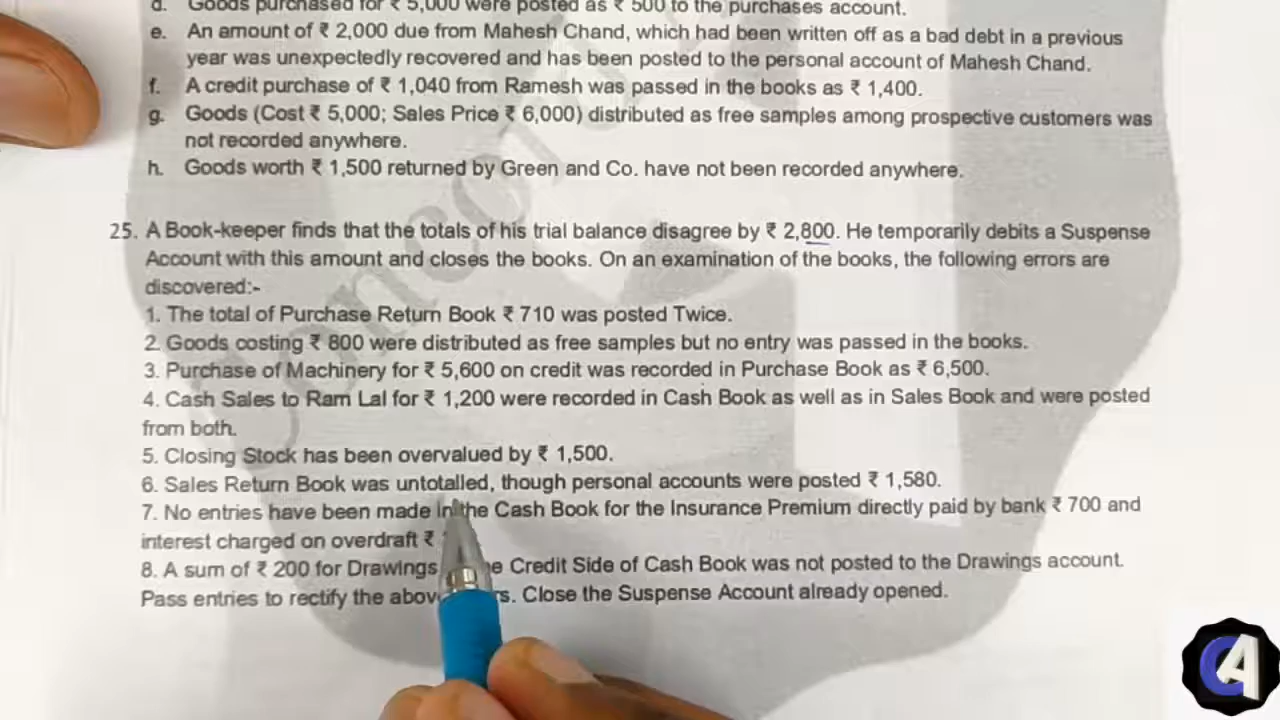 d. Goods purchased for ₹ 5,000 were posted as ₹ 500 to the purchases account.
e. An amount of ₹ 2,000 due from Mahesh Chand, which had been written off as a bad debt in a previous
year was unexpectedly recovered and has been posted to the personal account of Mahesh Chand.
f. A credit purchase of ₹ 1,040 from Ramesh was passed in the books as ₹ 1,400.
g. Goods (Cost ₹ 5,000; Sales Price ₹ 6,000) distributed as free samples among prospective customers was
not recorded anywhere.
h. Goods worth ₹ 1,500 returned by Green and Co. have not been recorded anywhere.
25. A Book-keeper finds that the totals of his trial balance disagree by ₹ 2,800. He temporarily debits a Suspense
Account with this amount and closes the books. On an examination of the books, the following errors are
discovered:-
1. The total of Purchase Return Book ₹ 710 was posted Twice.
2. Goods costing ₹ 800 were distributed as free samples but no entry was passed in the books.
3. Purchase of Machinery for ₹ 5,600 on credit was recorded in Purchase Book as ₹ 6,500.
4. Cash Sales to Ram Lal for ₹ 1,200 were recorded in Cash Book as well as in Sales Book and were posted
from both.
5. Closing Stock has been overvalued by ₹ 1,500.
6. Sales Return Book was untotalled, though personal accounts were posted ₹ 1,580.
7. No entries have been made in the Cash Book for the Insurance Premium directly paid by bank ₹ 700 and
interest charged on overdraft ₹
8. A sum of ₹ 200 for Drawings Credit Side of Cash Book was not posted to the Drawings account.
Pass entries to rectify the Close the Suspense Account already opened.
CA